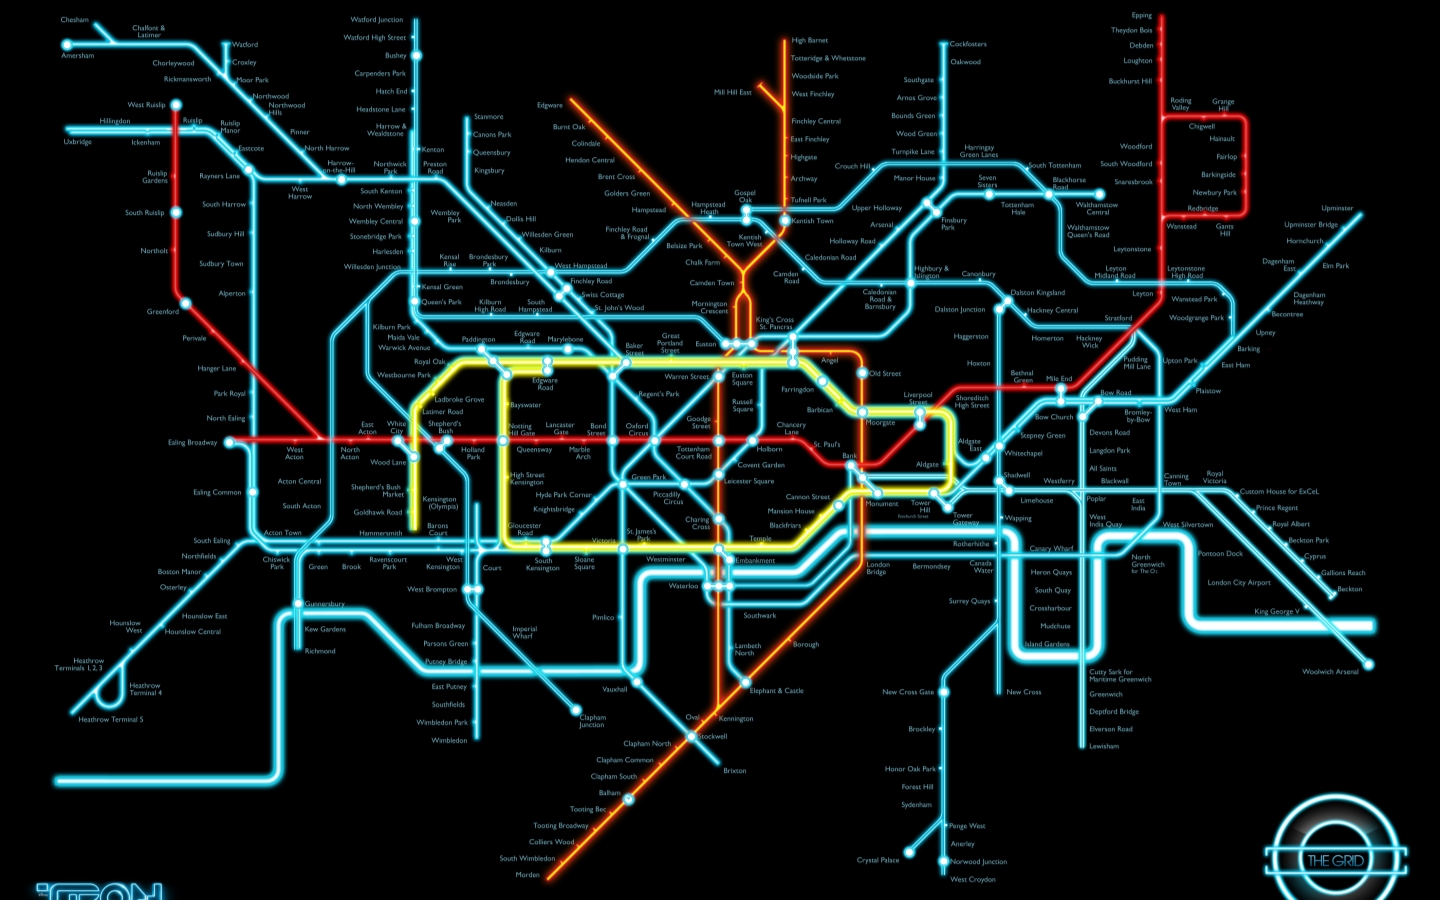 Chesham
Chalfont &
Latimer
Amersham
Chorleywood
Rickmansworth
Watford
Croxley
Moor Park
Northwood
Northwood
Hills
Pinner
North Harrow
Harrow-
on-the-Hill
West Ruislip
Hillingdon
Uxbridge
Ickenham
Ruislip
Ruislip
Manor
Eastcote
Rayners Lane
West
Harrow
Ruislip
Gardens
South Ruislip
Northolt
Greenford
Perivale
Hanger Lane
South Harrow
Sudbury Hill
Sudbury Town
Alperton
Park Royal
North Ealing
Ealing Broadway
West
Acton
North
Acton
East
Acton
White
City
Ealing Common
Acton Central
South Acton
South Ealing
Acton Town
Northfields
Boston Manor
Osterley
Hounslow East
Hounslow
West
Hounslow Central
Heathrow
Terminals 1, 2, 3
Heathrow
Terminal 4
Heathrow Terminal 5
Watford Junction
Watford High Street
Bushey
Carpenders Park
Hatch End
Headstone Lane
Harrow &
Wealdstone
Kenton
Northwick
Park
Preston
Road
South Kenton
North Wembley
Wembley Central
Wembley
Park
Stonebridge Park
Harlesden
Willesden Junction
Kensal Green
Queen's Park
Kilburn Park
Maida Vale
Warwick Avenue
Royal Oak
Westbourne Park
Ladbroke Grove
Latimer Road
Shepherd's
Bush
Wood Lane
Holland
Park
Shepherd's Bush
Market
Goldhawk Road
Kensington
(Olympia)
Hammersmith
Barons
Court
Chiswick
Park
Green
Brook
Ravenscourt
Park
West
Kensington
Court
Gunnersbury
Kew Gardens
Richmond
West Brompton
Fulham Broadway
Parsons Green
Putney Bridge
East Putney
Southfields
Wimbledon Park
Wimbledon
Imperial
Wharf
Clapham
Junction
Stanmore
Canons Park
Queensbury
Kingsbury
Neasden
Dollis Hill
Willesden Green
Kilburn
West Hampstead
Finchley Road
Swiss Cottage
St. John's Wood
Kensal
Rise
Brondesbury
Park
Brondesbury
Kilburn
High Road
South
Hampstead
Paddington
Edgware
Road
Marylebone
Baker
Street
Great
Portland
Street
Edgware
Road
Bayswater
Notting
Hill Gate
Lancaster
Gate
Queensway
Marble
Arch
Bond
Street
Oxford
Circus
High Street
Kensington
Gloucester
Road
South
Kensington
Sloane
Square
Victoria
Hyde Park Corner
Knightsbridge
Green Park
Piccadilly
Circus
St. James's
Park
Westminster
Pimlico
Vauxhall
Edgware
Burnt Oak
Colindale
Hendon Central
Brent Cross
Golders Green
Hampstead
Hampstead
Heath
Finchley Road
& Frognal
Belsize Park
Chalk Farm
Camden Town
Mornington
Crescent
Euston
Warren Street
Euston
Square
Regent's Park
Goodge
Street
Russell
Square
Tottenham
Court Road
Holborn
Covent Garden
Leicester Square
Charing
Cross
Embankment
Waterloo
Temple
Southwark
Lambeth
North
Elephant & Castle
Kennington
Oval
Stockwell
Brixton
Borough
Clapham North
Clapham Common
Clapham South
Balham
Tooting Bec
Tooting Broadway
Colliers Wood
South Wimbledon
Morden
High Barnet
Totteridge & Whetstone
Woodside Park
Mill Hill East
West Finchley
Finchley Central
East Finchley
Highgate
Archway
Tufnell Park
Gospel
Oak
Kentish Town
Kentish
Town West
Camden
Road
King's Cross
St. Pancras
Crouch Hill
Upper Holloway
Arsenal
Holloway Road
Caledonian Road
Caledonian
Road &
Barnsbury
Highbury &
Islington
Canonbury
Angel
Old Street
Farringdon
Barbican
Moorgate
Liverpool
Street
Chancery
Lane
St. Paul's
Bank
Cannon Street
Mansion House
Blackfriars
Monument
Tower
Hill
Fenchurch Street
Tower
Gateway
Aldgate
Aldgate
East
London
Bridge
Bermondsey
Cockfosters
Oakwood
Southgate
Arnos Grove
Bounds Green
Wood Green
Turnpike Lane
Manor House
Harringay
Green Lanes
Seven
Sisters
Finsbury
Park
Tottenham
Hale
South Tottenham
Blackhorse
Road
Walthamstow
Central
Walthamstow
Queen's Road
Leyton
Midland Road
Leytonstone
High Road
Wanstead Park
Woodgrange Park
Dalston Kingsland
Dalston Junction
Hackney Central
Haggerston
Homerton
Hackney
Wick
Hoxton
Shoreditch
High Street
Bethnal
Green
Mile End
Stratford
Pudding
Mill Lane
Bow Road
Bow Church
Bromley-
by-Bow
West Ham
Plaistow
Upton Park
East Ham
Barking
Upney
Becontree
Dagenham
Heathway
Dagenham
East
Elm Park
Hornchurch
Upminster Bridge
Upminster
Epping
Theydon Bois
Debden
Loughton
Buckhurst Hill
Roding
Valley
Grange
Hill
Chigwell
Hainault
Fairlop
Barkingside
Newbury Park
Redbridge
Gants
Hill
Wanstead
Woodford
South Woodford
Snaresbrook
Leytonstone
Leyton
Stepney Green
Whitechapel
Shadwell
Limehouse
Westferry
Wapping
Rotherhithe
Canada
Water
Surrey Quays
New Cross Gate
New Cross
Brockley
Honor Oak Park
Forest Hill
Sydenham
Penge West
Anerley
Crystal Palace
Norwood Junction
West Croydon
Devons Road
Langdon Park
All Saints
Poplar
Blackwall
East
India
Canning
Town
Royal
Victoria
Custom House for ExCeL
Prince Regent
Royal Albert
Beckton Park
Cyprus
Gallions Reach
Beckton
West Silvertown
Pontoon Dock
London City Airport
King George V
Woolwich Arsenal
West
India Quay
Canary Wharf
Heron Quays
South Quay
Crossharbour
Mudchute
Island Gardens
North
Greenwich
for The O2
Cutty Sark for
Maritime Greenwich
Greenwich
Deptford Bridge
Elverson Road
Lewisham
TRON
THE GRID